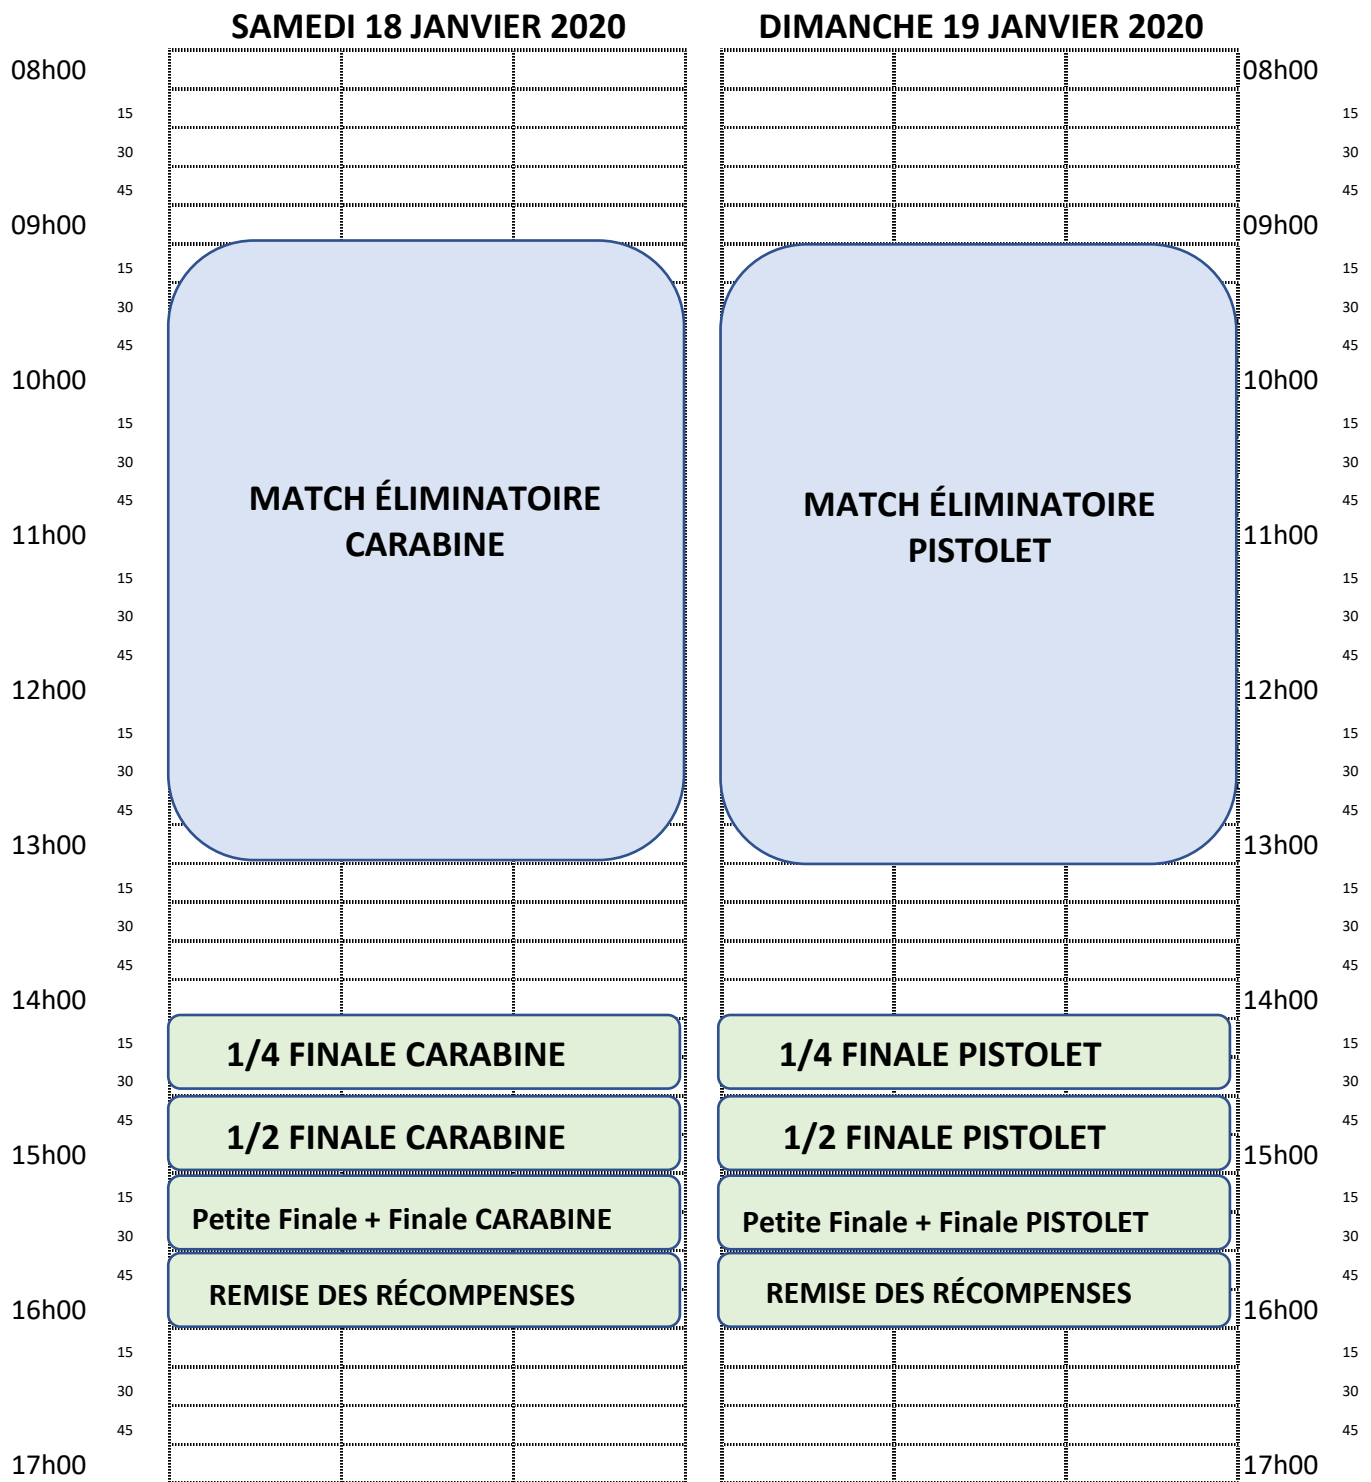 SAMEDI 18 JANVIER 2020 DIMANCHE 19 JANVIER 2020
08h00 08h00
15 15
30 30
45 45
09h00 09h00
15 15
30 30
45 45
10h00 10h00
15 15
30 30
MATCH ÉLIMINATOIRE MATCH ÉLIMINATOIRE
45 45
CARABINE PISTOLET
11h00 11h00
15 15
30 30
45 45
12h00 12h00
15 15
30 30
45 45
13h00 13h00
15 15
30 30
45 45
14h00 14h00
15 1/4 FINALE CARABINE 1/4 FINALE PISTOLET 15
30 30
45 1/2 FINALE CARABINE 1/2 FINALE PISTOLET 45
15h00 15h00
15 15
Petite Finale + Finale CARABINE Petite Finale + Finale PISTOLET
30 30
45 45
REMISE DES RÉCOMPENSES REMISE DES RÉCOMPENSES
16h00 16h00
15 15
30 30
45 45
17h00 17h00